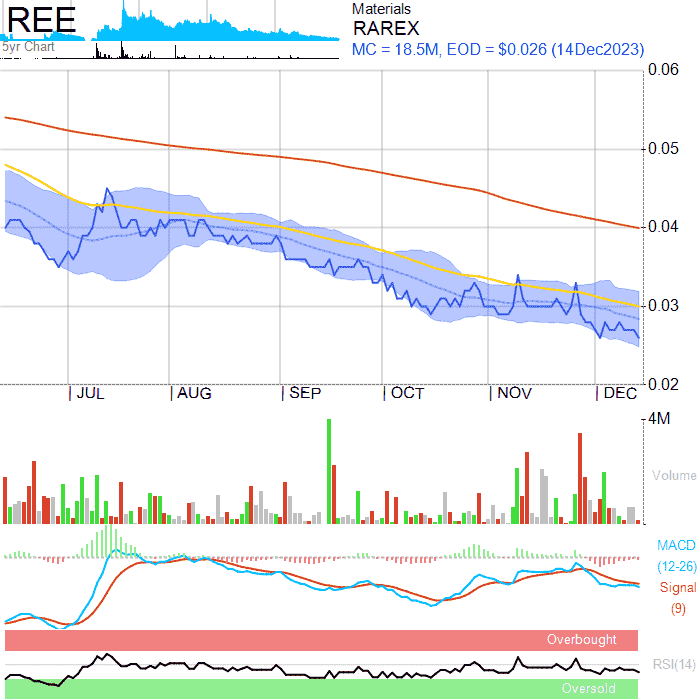 REE
5yr Chart
Materials
RAREX
MC = 18.5M, EOD = $0.026 (14Dec2023)
0.06
0.05
0.04
0.03
0.02
JUL AUG SEP OCT NOV DEC
4M
Volume
MACD
(12-26)
Signal
(9)
Overbought
RSI(14)
Oversold